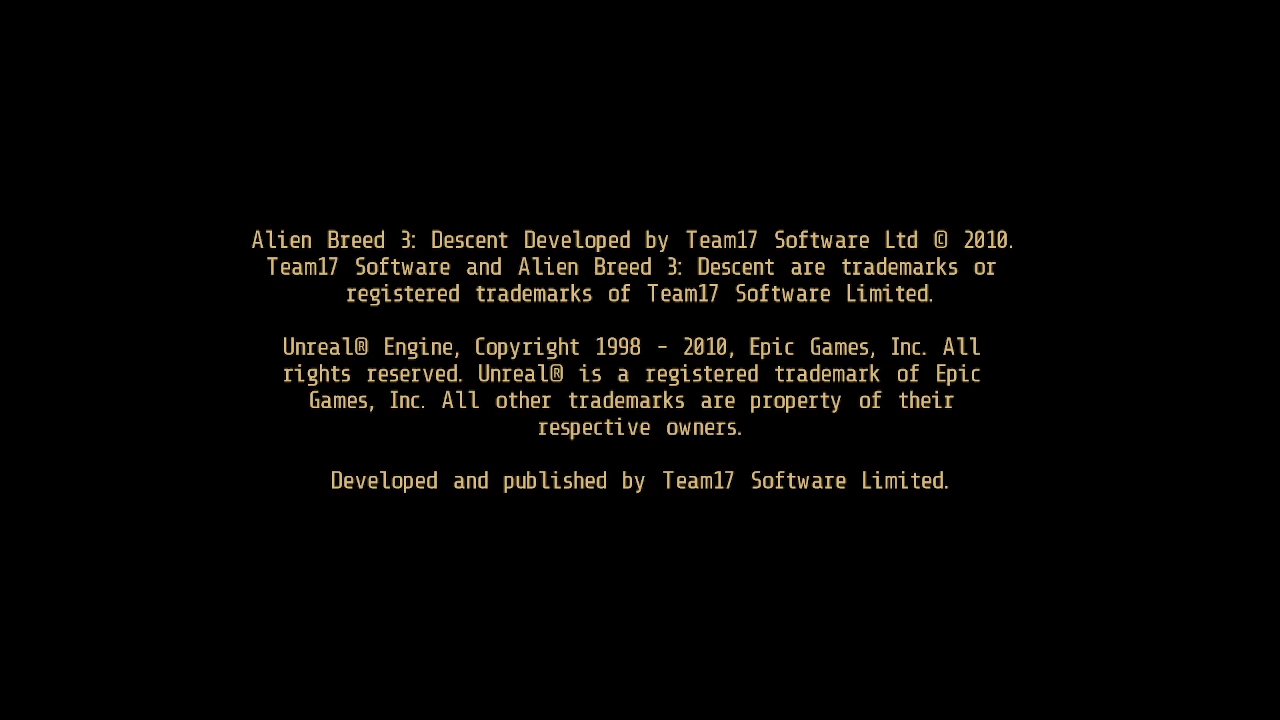 Alien Breed 3: Descent Developed by Team17 Software Ltd © 2010.
Team17 Software and Alien Breed 3: Descent are trademarks or
registered trademarks of Team17 Software Limited.
Unreal® Engine, Copyright 1998 - 2010, Epic Games, Inc. All
rights reserved. Unreal® is a registered trademark of Epic
Games, Inc. All other trademarks are property of their
respective owners.
Developed and published by Team17 Software Limited.